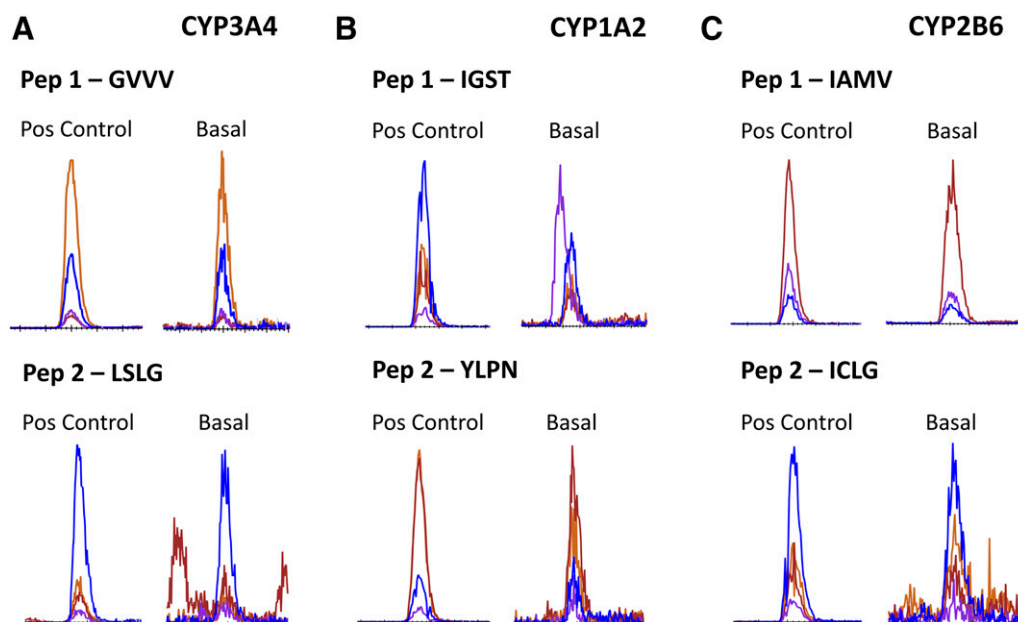 A CYP3A4 B CYP1A2 C CYP2B6
Pep 1 – GVVV Pep 1 – IGST Pep 1 – IAMV
Pos Control Basal Pos Control Basal Pos Control Basal
Pep 2 – LSLG Pep 2 – YLPN Pep 2 – ICLG
Pos Control Basal Pos Control Basal Pos Control Basal